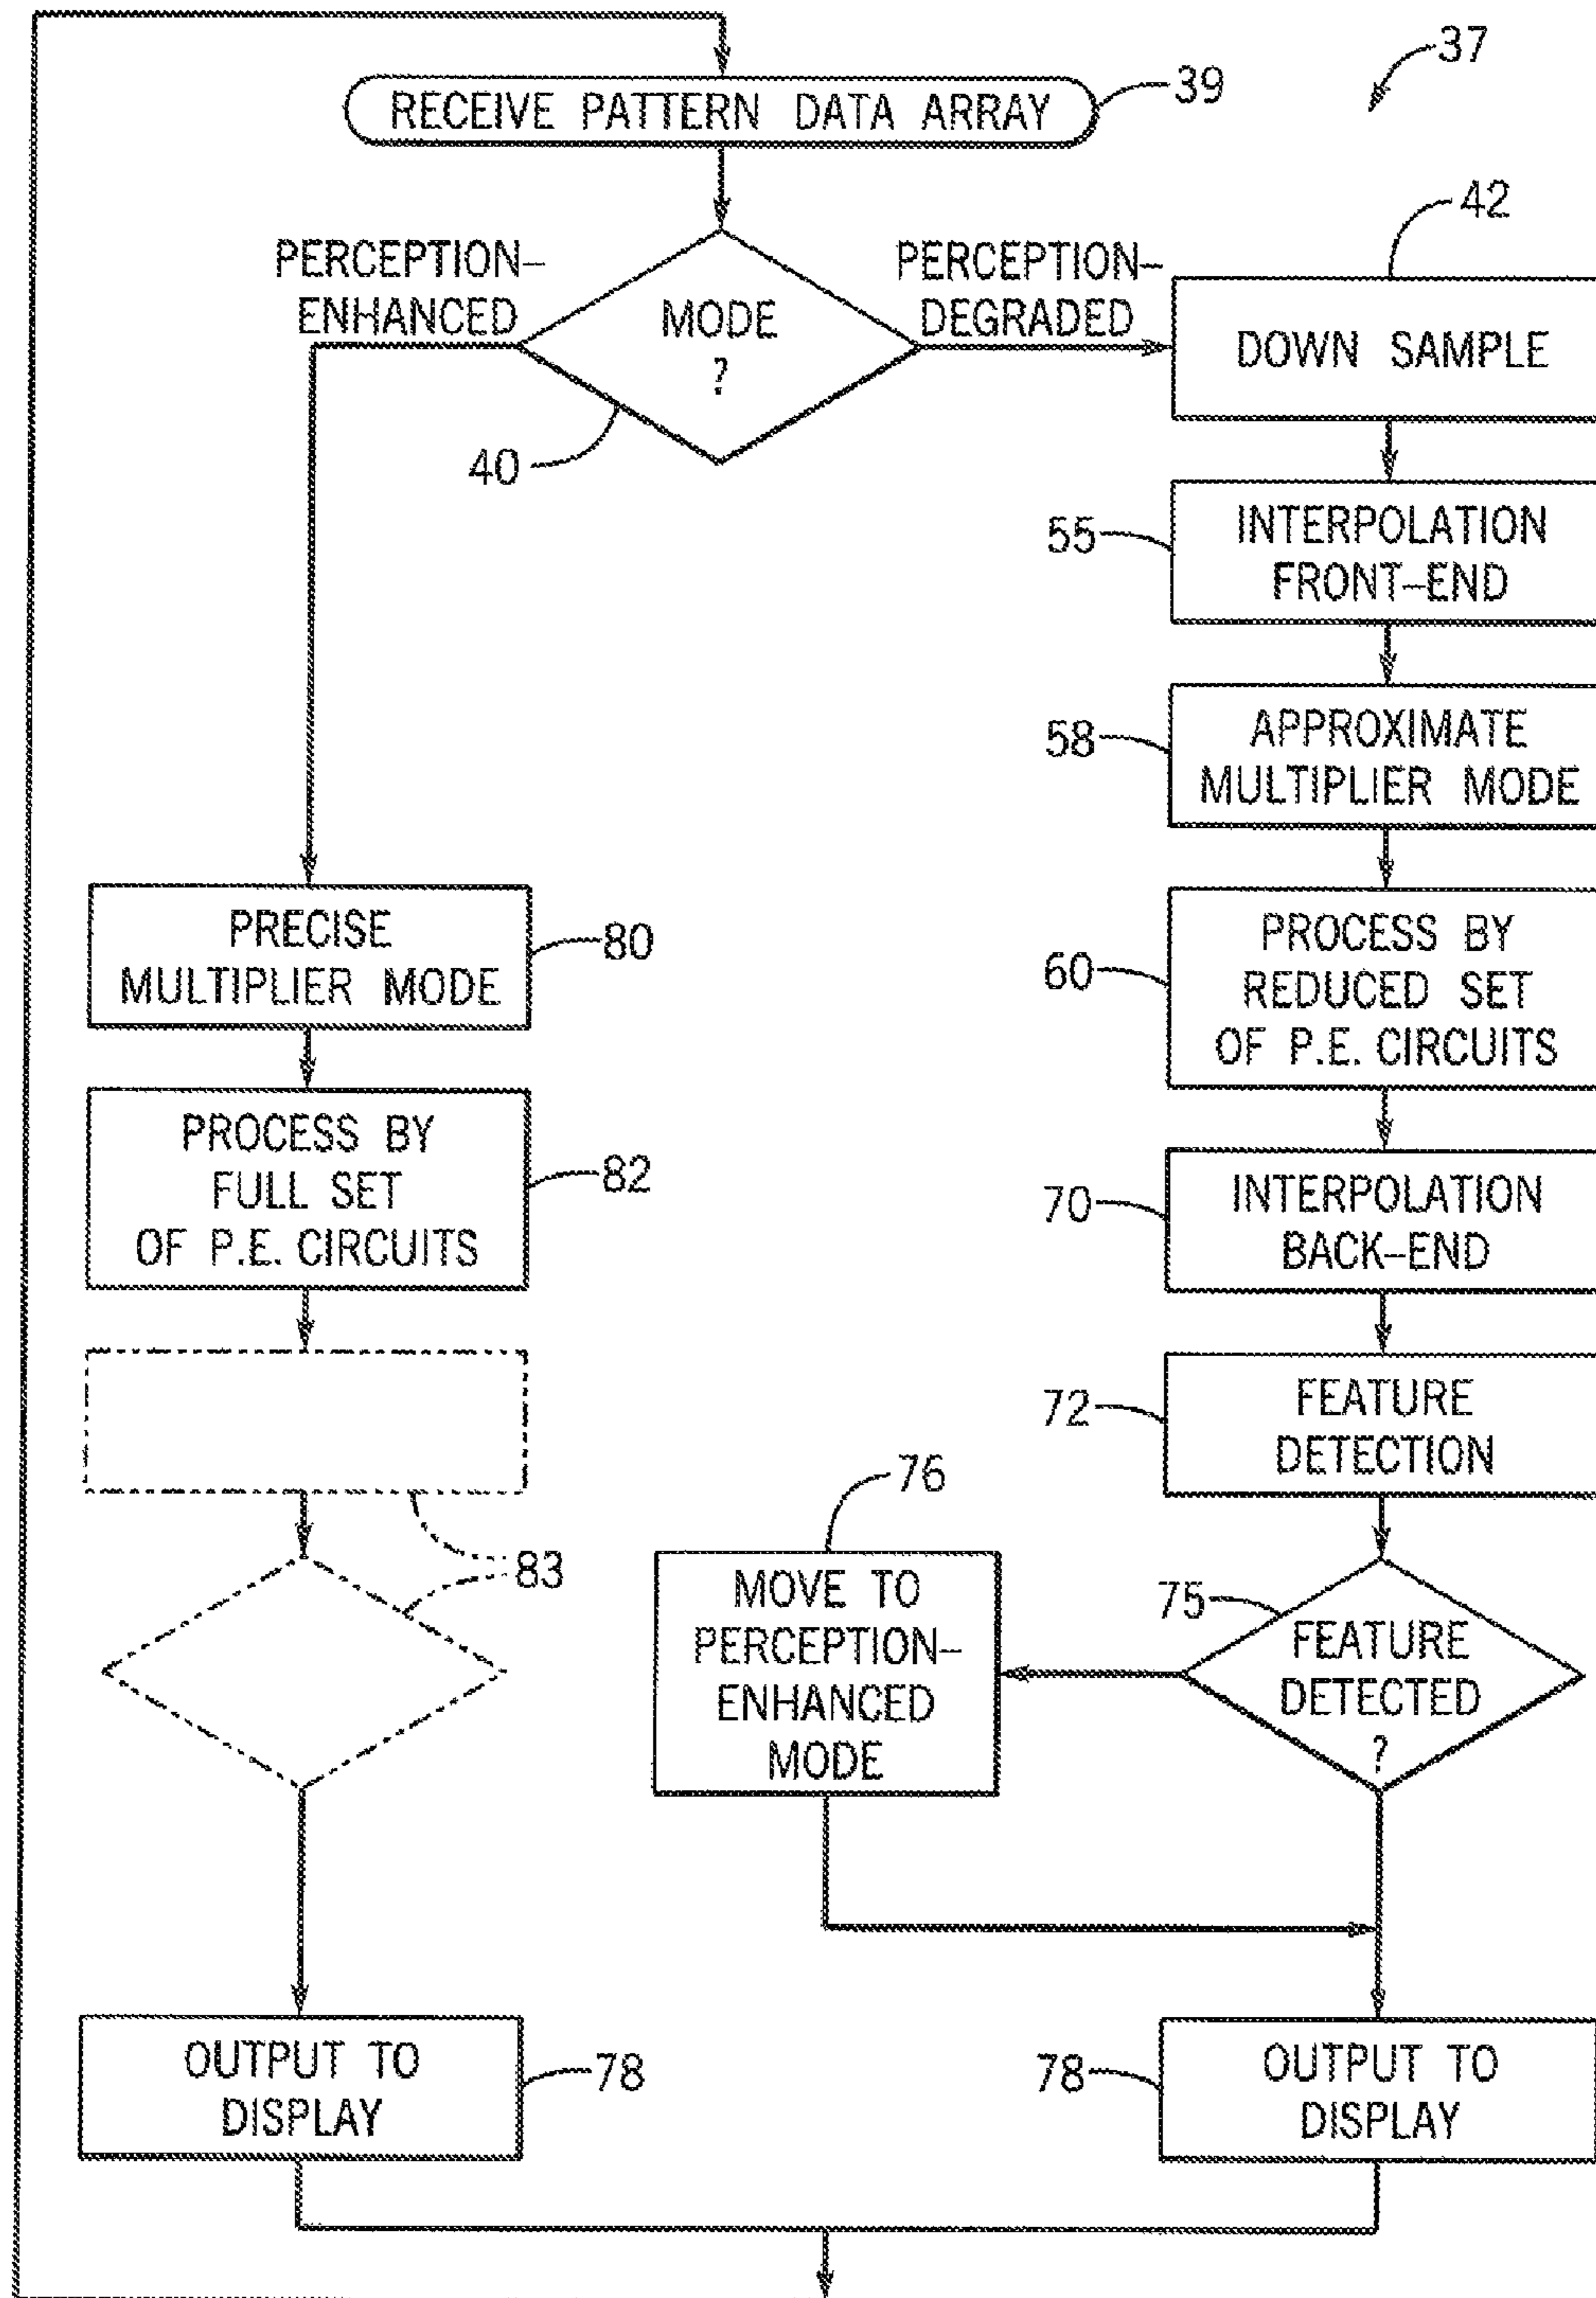 37
RECEIVE PATTERN DATA ARRAY
39
PERCEPTION-
ENHANCED
MODE
?
40
PERCEPTION-
DEGRADED
42
DOWN SAMPLE
55
INTERPOLATION
FRONT-END
58
APPROXIMATE
MULTIPLIER MODE
PRECISE
MULTIPLIER MODE
80
60
PROCESS BY
REDUCED SET
OF P.E. CIRCUITS
PROCESS BY
FULL SET
OF P.E. CIRCUITS
82
70
INTERPOLATION
BACK-END
72
FEATURE
DETECTION
83
76
MOVE TO
PERCEPTION-
ENHANCED
MODE
75
FEATURE
DETECTED
?
OUTPUT TO
DISPLAY
78
78
OUTPUT TO
DISPLAY